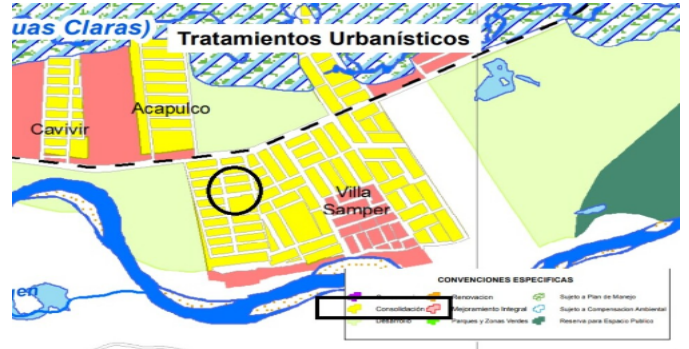 uas Claras)
Tratamientos Urbanísticos
Acapulco
Cavivir
Villa
Samper
gen
CONVENCIONES ESPECIFICAS
Renovacion
Sujeto a Plan de Manejo
Consolidación
Mejoramiento Integral
Sujeto a Compensacion Ambiental
Desarrollo
Parques y Zonas Verdes
Reserva para Espacio Publico